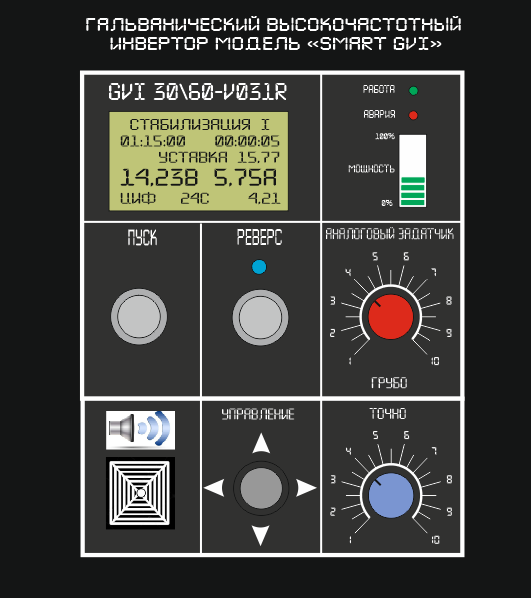 ГАЛЬВАНИЧЕСКИЙ ВЫСОКОЧАСТОТНЫЙ
ИНВЕРТОР МОДЕЛЬ «SMART GVI»
GVI 30\60-V031R
СТАБИЛИЗАЦИЯ I
01:15:00 00:00:05
УСТАВКА 15.77
14,238 5,75A
ЦИФ 24C 4.21
РАБОТА
АВАРИЯ
100%
МОЩНОСТЬ
0%
ПУСК
РЕВЕРС
АНАЛОГОВЫЙ ЗАДАТЧИК
5 6
4 7
3 8
2 9
1 10
ГРУБО
УПРАВЛЕНИЕ
ТОЧНО
5 6
4 7
3 8
2 9
1 10